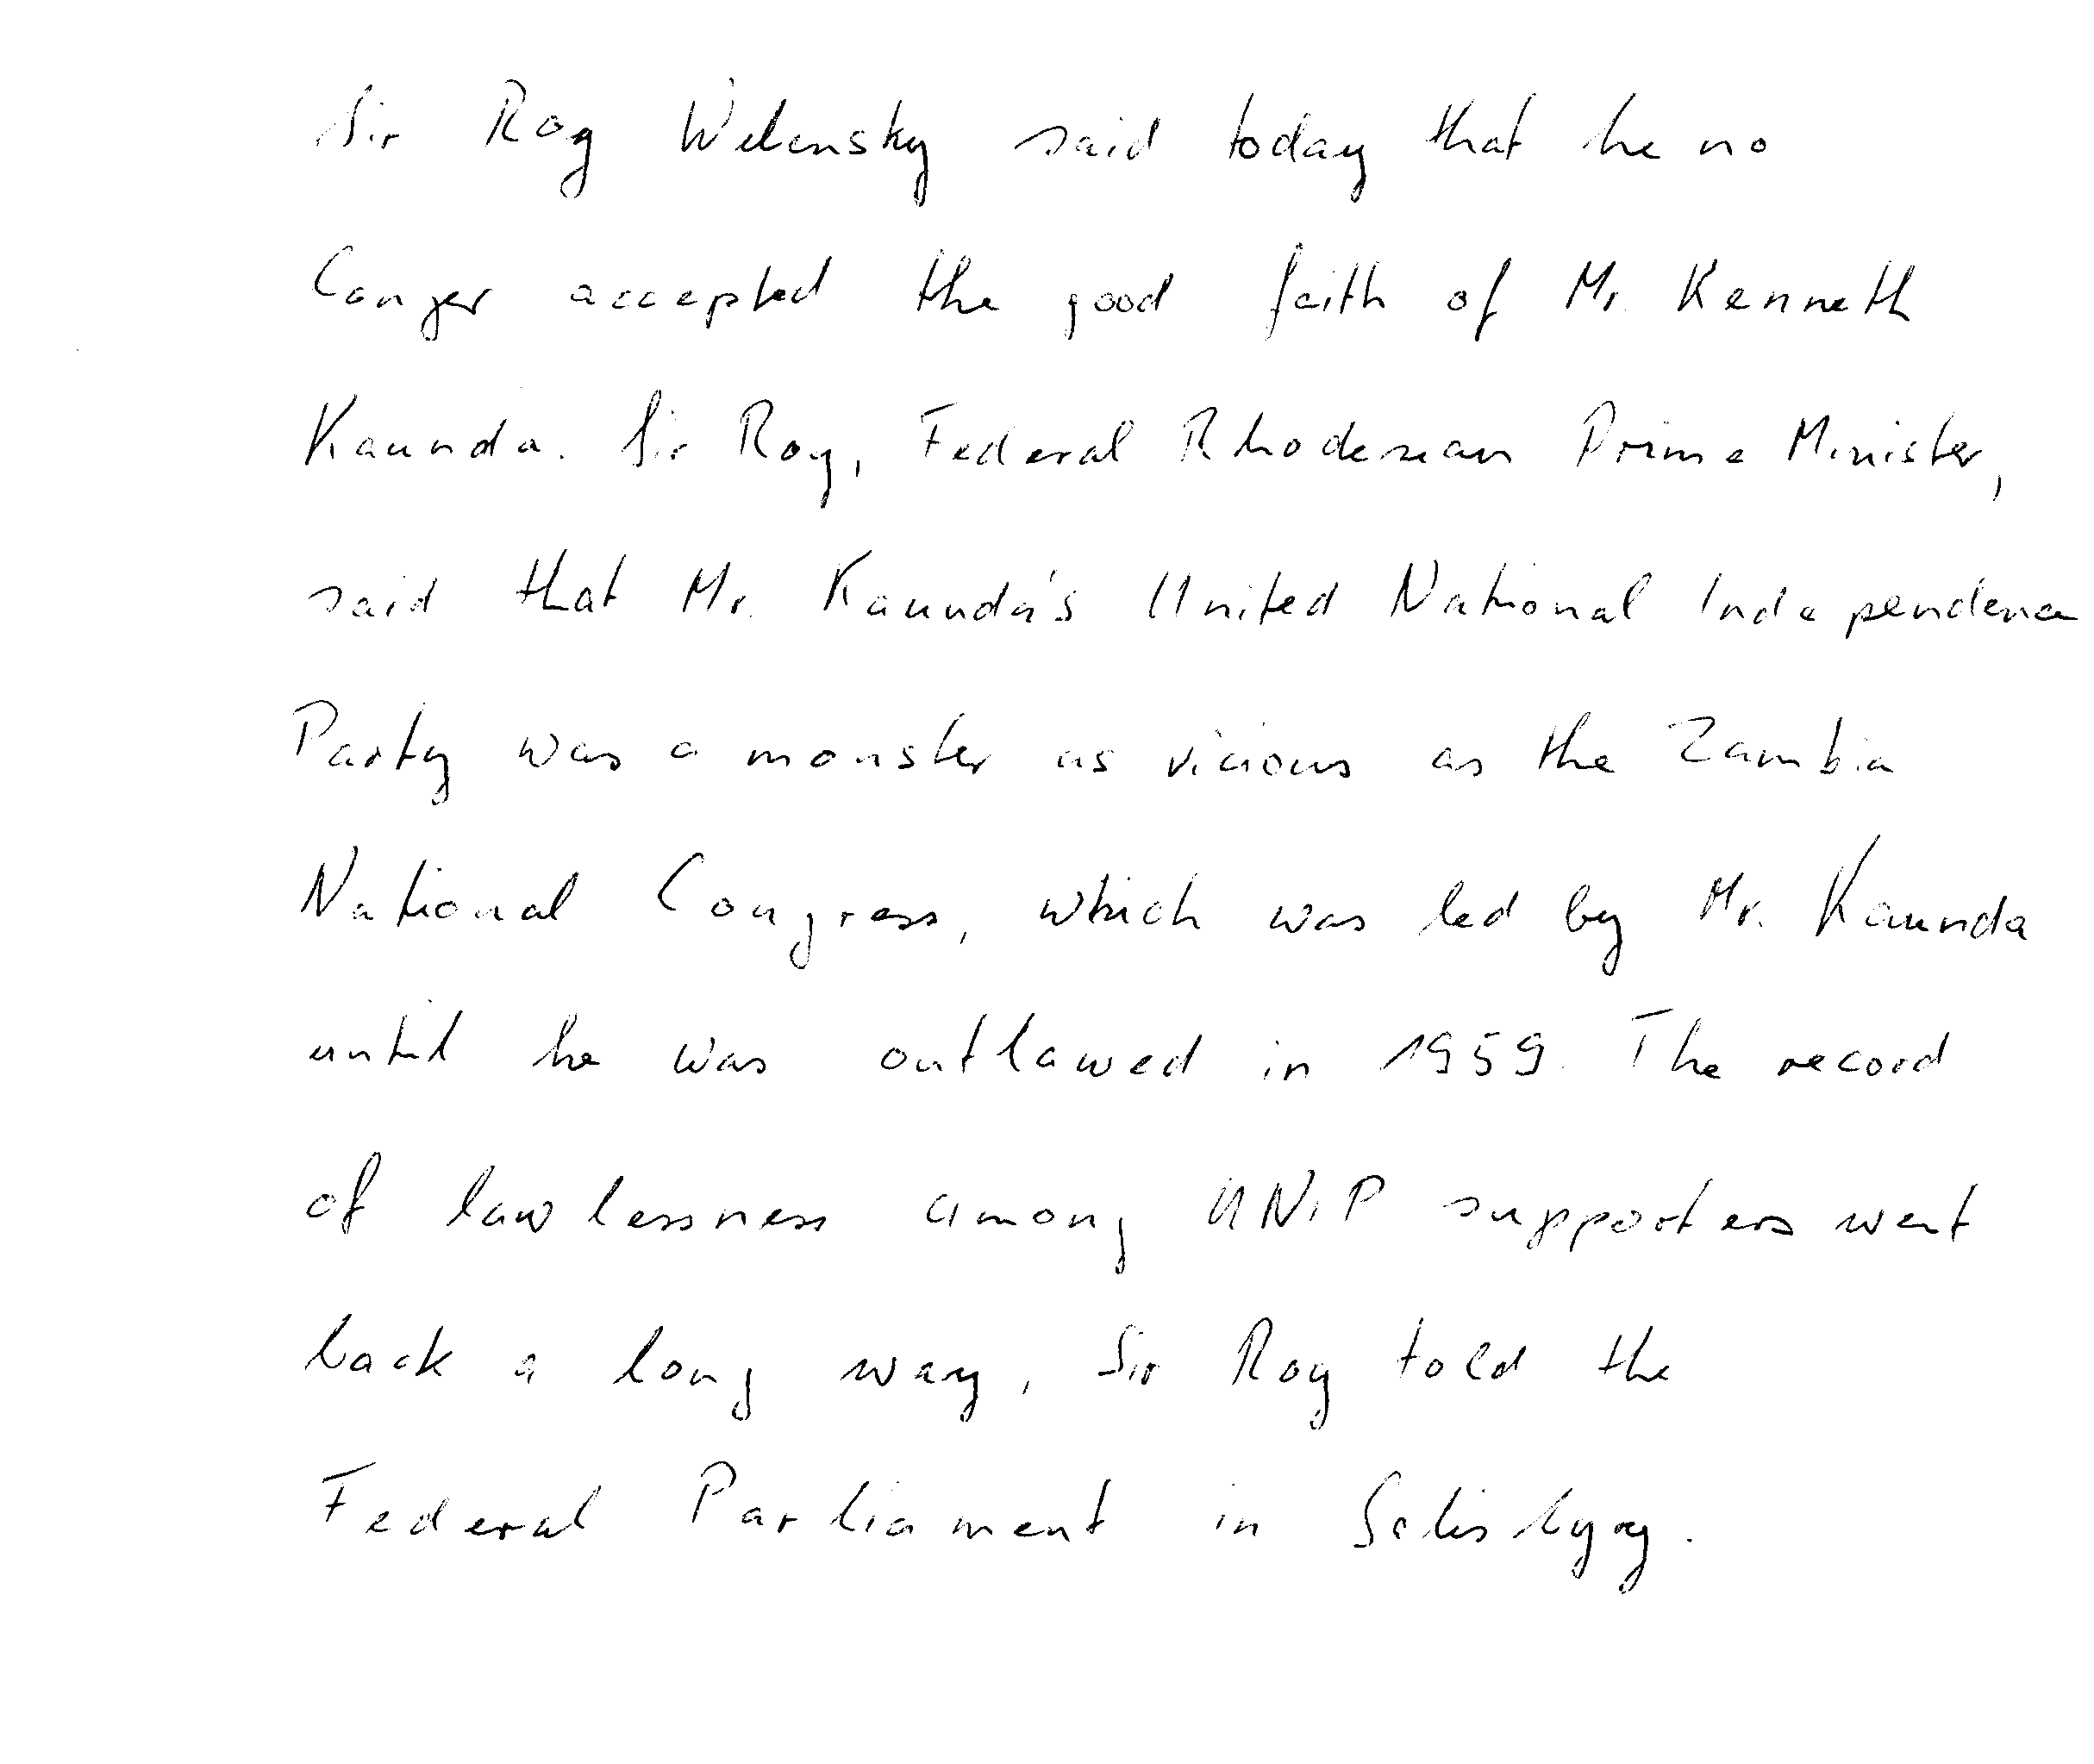 Sir Roy Welensky said today that he no
longer accepted the good faith of Mr. Kenneth
Kaunda. Sir Roy, Federal Rhodesian Prime Minister,
said that Mr. Kaunda's United National Independence
Party was a monster as vicious as the Zambia
National Congress, which was led by Mr. Kaunda
until he was outlawed in 1959. The record
of lawlessness among UNIP supporters went
back a long way, Sir Roy told the
Federal Parliament in Salisbyry.